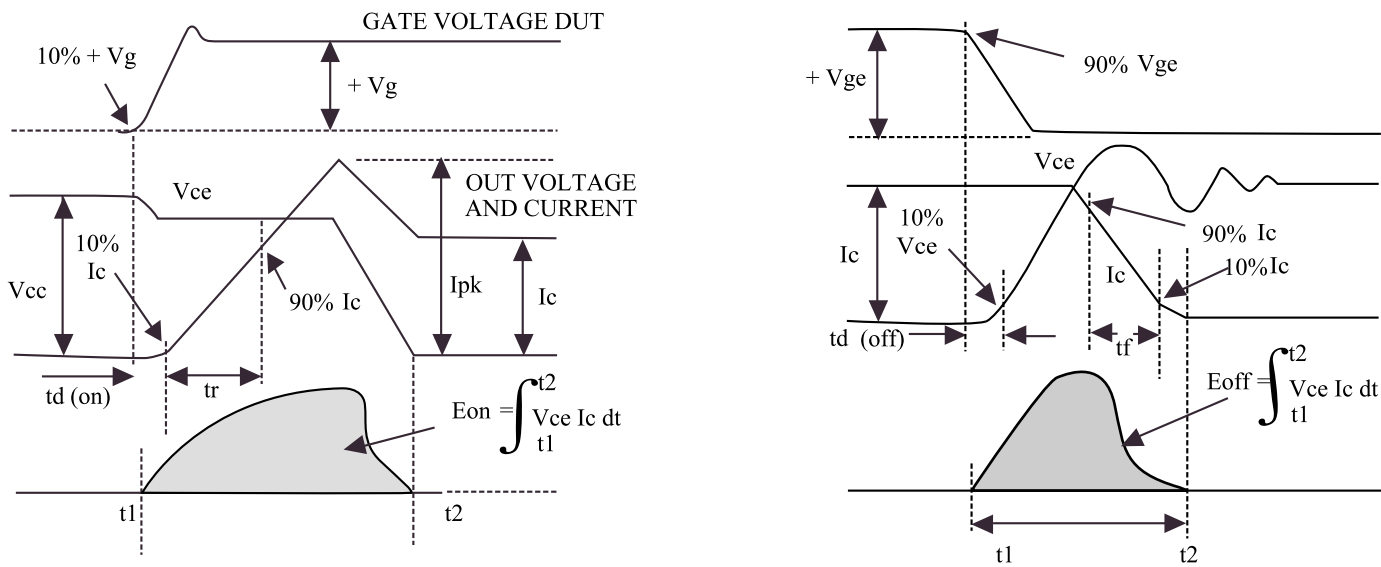 GATE VOLTAGE DUT
10% + Vg
+ Vg
Vce
OUT VOLTAGE
AND CURRENT
10%
Ic
Vcc
90% Ic
Ipk
Ic
td (on)
tr
Eon = ∫ t2 t1 Vce Ic dt
t1
t2
90% Vge
+ Vge
Vce
10%
Vce
90% Ic
Ic
Ic
10% Ic
td (off)
tf
Eoff = ∫ t2 t1 Vce Ic dt
t1
t2